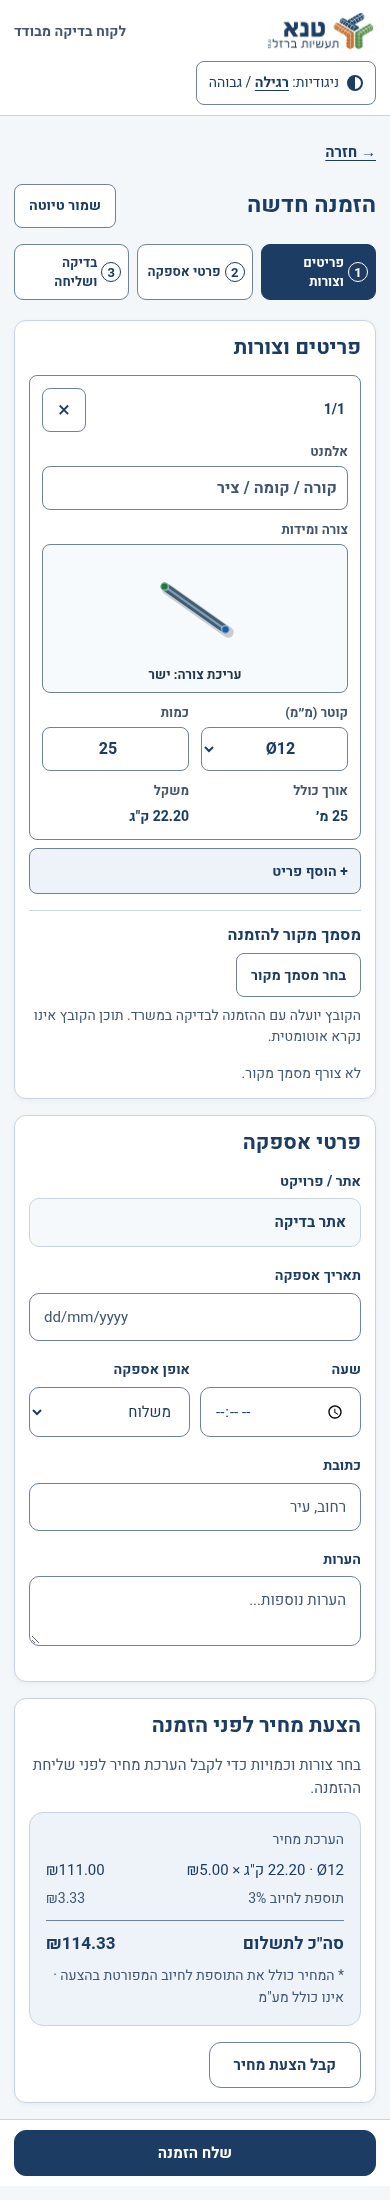 טנא
תעשיות ברזל
לקוח בדיקה מבודד
ניגודיות: רגילה / גבוהה
→ חזרה
הזמנה חדשה
שמור טיוטה
1 פריטים וצורות
2 פרטי אספקה
3 בדיקה ושליחה
פריטים וצורות
1/1
×
אלמנט
קורה / קומה / ציר
צורה ומידות
עריכת צורה: ישר
קוטר (מ״מ)
כמות
Ø12
25
אורך כולל
משקל
25 מ׳
22.20 ק"ג
+ הוסף פריט
מסמך מקור להזמנה
בחר מסמך מקור
הקובץ יועלה עם ההזמנה לבדיקה במשרד. תוכן הקובץ אינו
נקרא אוטומטית.
לא צורף מסמך מקור.
פרטי אספקה
אתר / פרויקט
אתר בדיקה
תאריך אספקה
dd/mm/yyyy
שעה
אופן אספקה
--:-- --
משלוח
כתובת
רחוב, עיר
הערות
הערות נוספות...
הצעת מחיר לפני הזמנה
בחר צורות וכמויות כדי לקבל הערכת מחיר לפני שליחת
ההזמנה.
הערכת מחיר
Ø12 · 22.20 ק"ג × ₪5.00
₪111.00
תוספת לחיוב 3%
₪3.33
סה"כ לתשלום
₪114.33
* המחיר כולל את התוספת לחיוב המפורטת בהצעה ·
אינו כולל מע"מ
קבל הצעת מחיר
שלח הזמנה